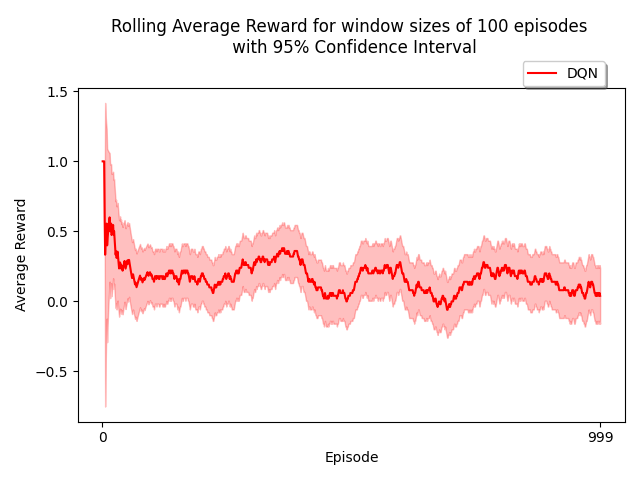 Rolling Average Reward for window sizes of 100 episodes
with 95% Confidence Interval
DQN
1.5
1.0
0.5
0.0
−0.5
Average Reward
0
999
Episode